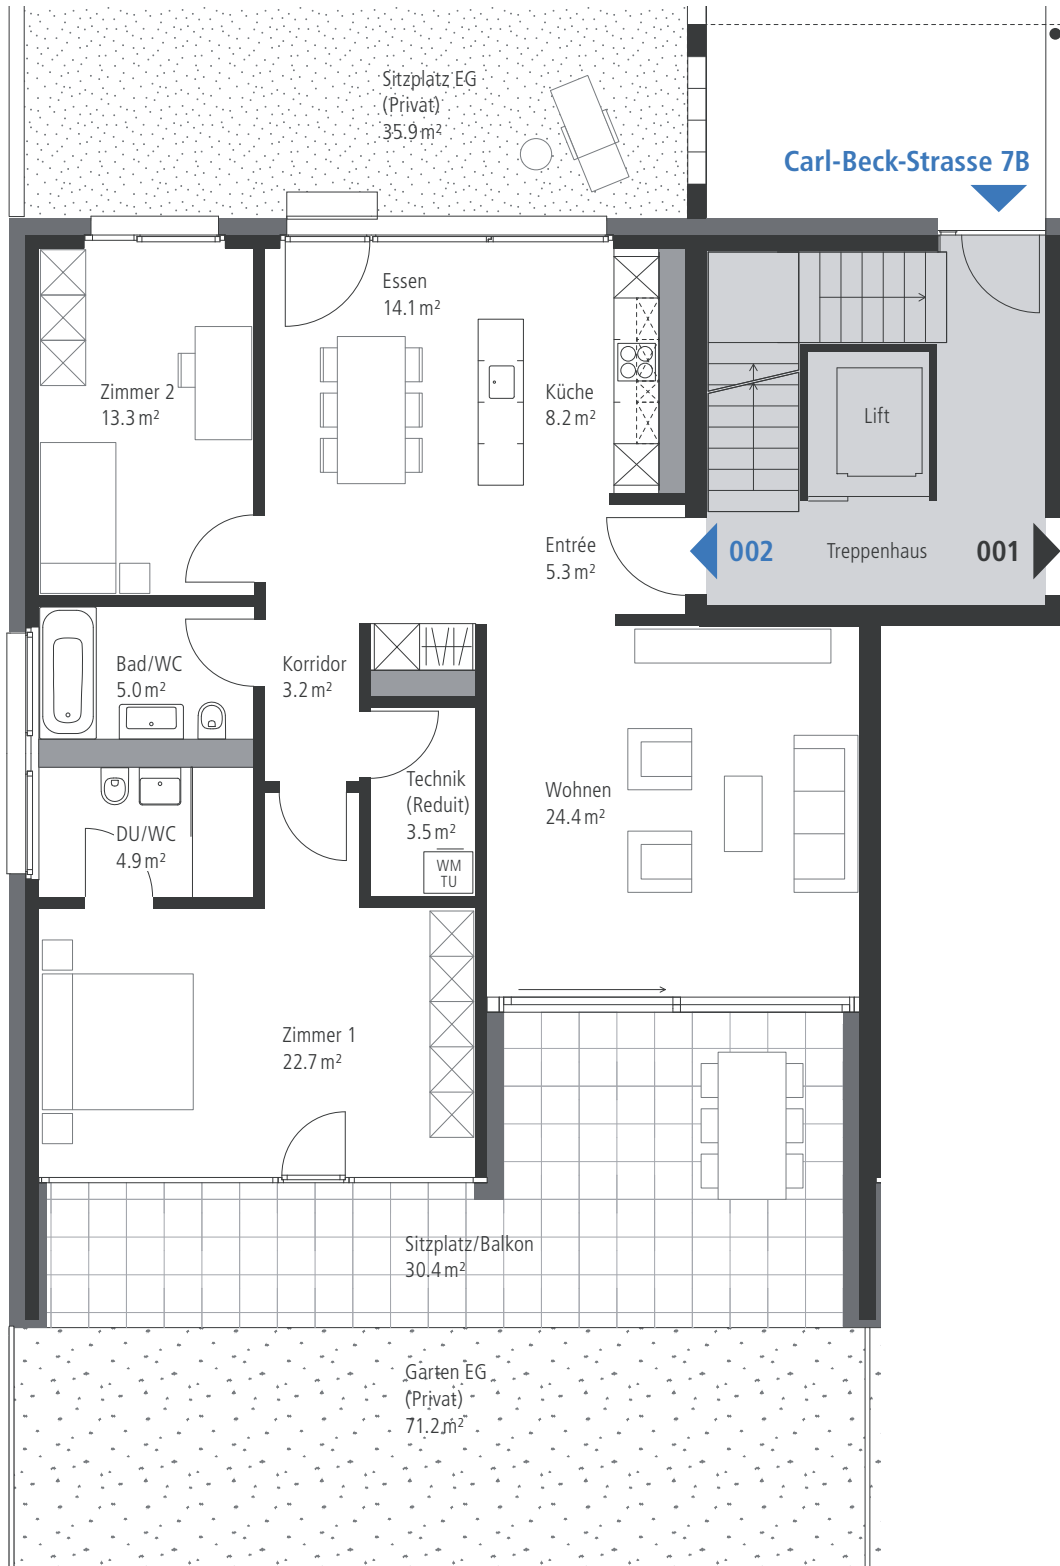 Sitzplatz EG
(Privat)
35.9 m²
Carl-Beck-Strasse 7B
Essen
14.1 m²
Zimmer 2
13.3 m²
Küche
8.2 m²
Lift
Entrée
5.3 m²
002
Treppenhaus
001
Bad/WC
5.0 m²
Korridor
3.2 m²
Technik
(Reduit)
3.5 m²
Wohnen
24.4 m²
DU/WC
4.9 m²
WM
TU
Zimmer 1
22.7 m²
Sitzplatz/Balkon
30.4 m²
Garten EG
(Privat)
71.2 m²